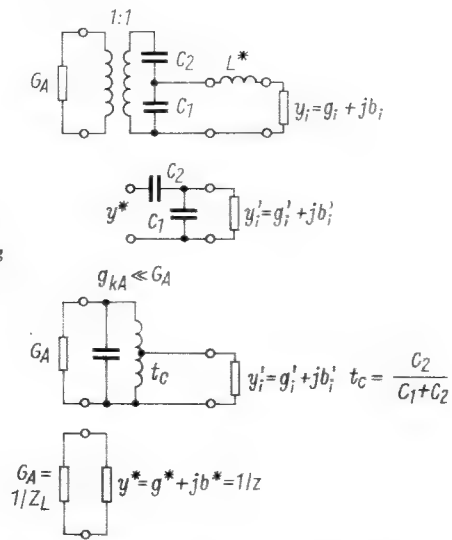 1:1
G_A
C_2
C_1
L*
y_i = g_i + jb_i
C_2
y*
C_1
y_i' = g_i' + jb_i'
g_kA ≪ G_A
G_A
t_C
y_i' = g_i' + jb_i'
t_C = C_2 / (C_1 + C_2)
G_A = 1/Z_L
y* = g* + jb* = 1/z